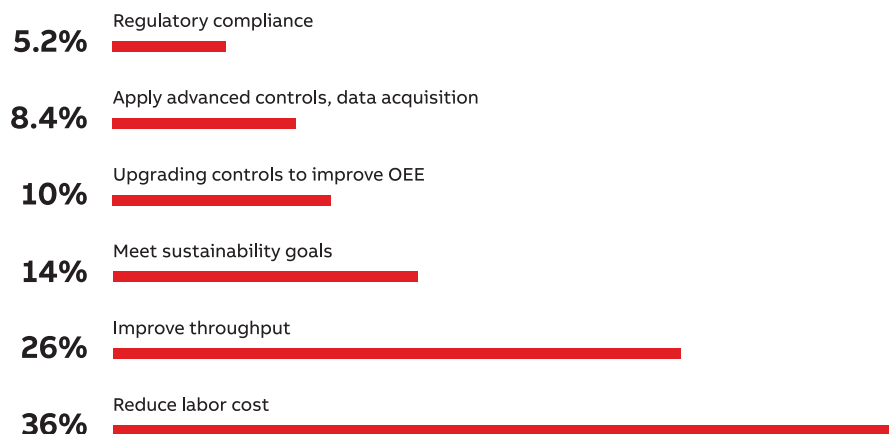 Regulatory compliance
5.2%
Apply advanced controls, data acquisition
8.4%
Upgrading controls to improve OEE
10%
Meet sustainability goals
14%
Improve throughput
26%
Reduce labor cost
36%